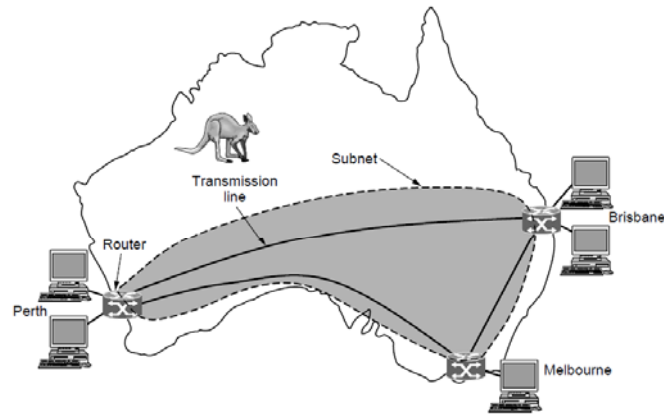 Subnet
Transmission
line
Brisbane
Router
Perth
Melbourne